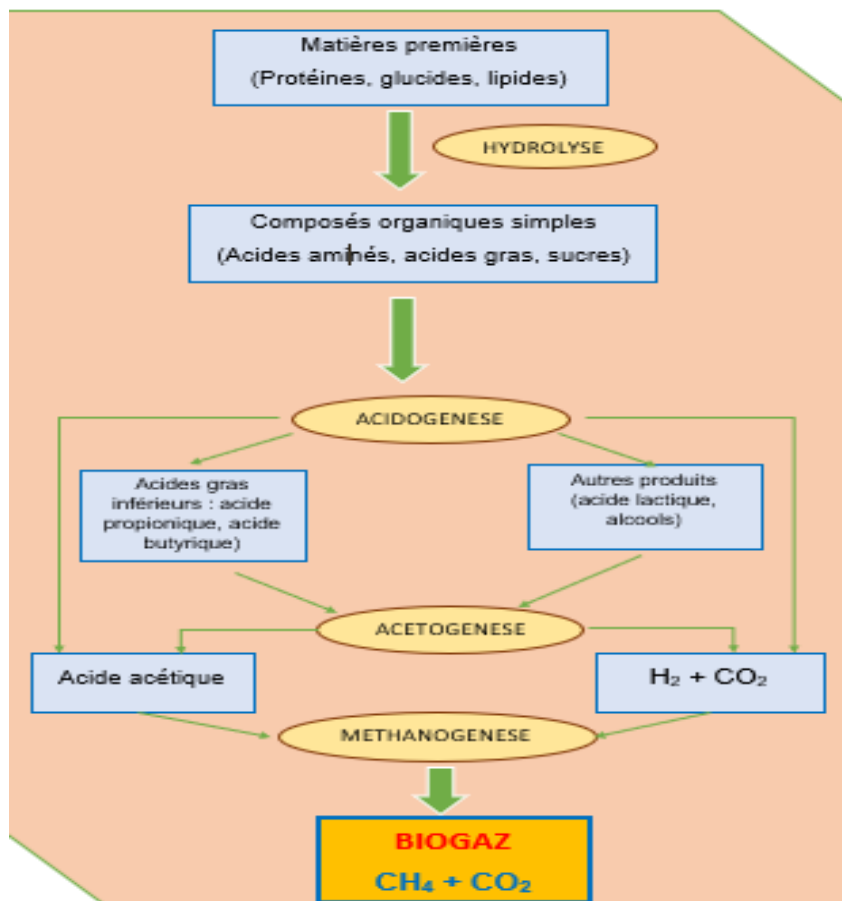 Matières premières
(Protéines, glucides, lipides)
HYDROLYSE
Composés organiques simples
(Acides aminés, acides gras, sucres)
ACIDOGENESE
Acides gras
inférieurs : acide
propionique, acide
butyrique)
Autres produits
(acide lactique,
alcools)
ACETOGENESE
Acide acétique
H₂ + CO₂
METHANOGENESE
BIOGAZ
CH₄ + CO₂